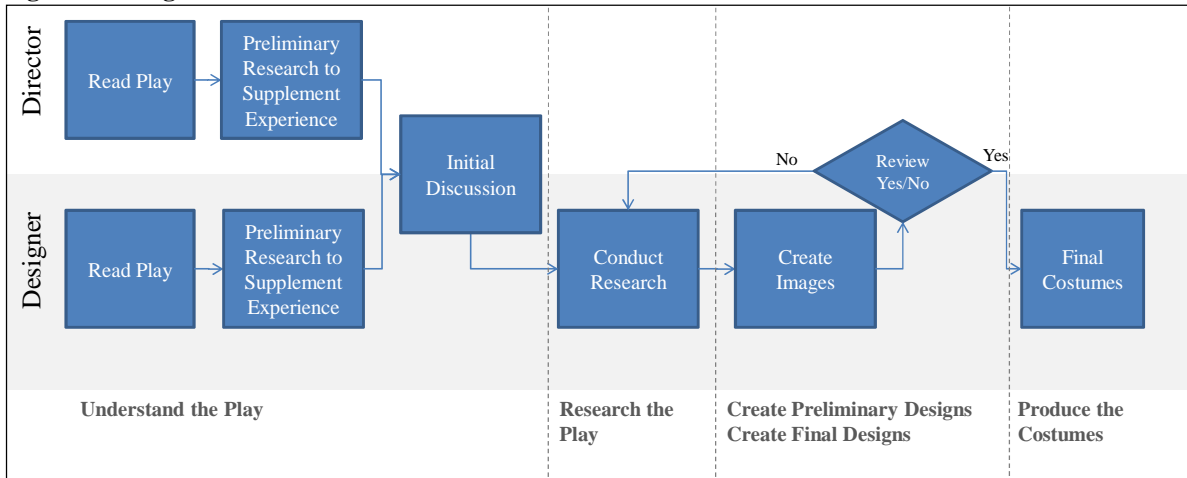 Director
Read Play
Preliminary
Research to
Supplement
Experience
Initial
Discussion
No
Review
Yes/No
Yes
Designer
Read Play
Preliminary
Research to
Supplement
Experience
Conduct
Research
Create
Images
Final
Costumes
Understand the Play
Research the
Play
Create Preliminary Designs
Create Final Designs
Produce the
Costumes